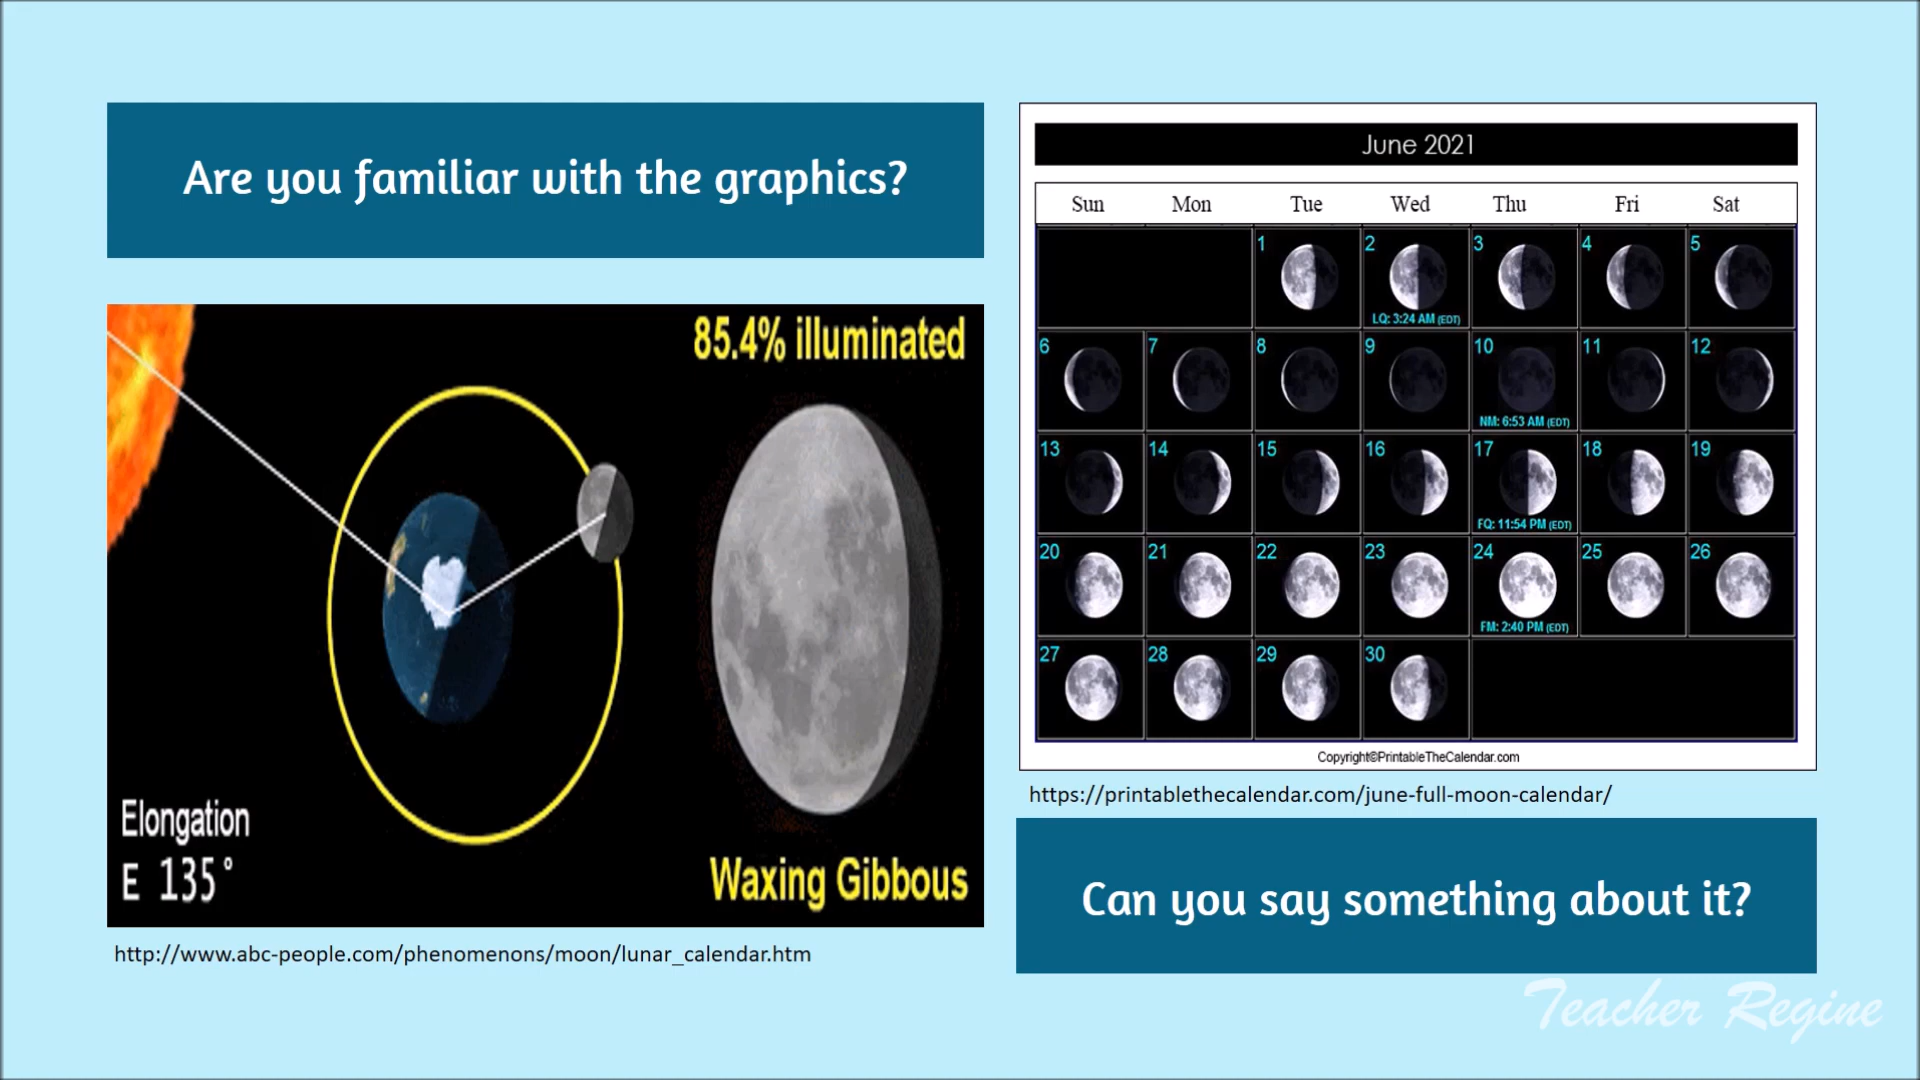 Are you familiar with the graphics?
85.4% illuminated
Elongation
E 135°
Waxing Gibbous
http://www.abc-people.com/phenomenons/moon/lunar_calendar.htm
June 2021
Sun Mon Tue Wed Thu Fri Sat
1 2 3 4 5
LQ: 3:24 AM (EDT)
6 7 8 9 10 11 12
NM: 6:53 AM (EDT)
13 14 15 16 17 18 19
FQ: 11:54 PM (EDT)
20 21 22 23 24 25 26
FM: 2:40 PM (EDT)
27 28 29 30
Copyright©PrintableTheCalendar.com
https://printablethecalendar.com/june-full-moon-calendar/
Can you say something about it?
Teacher Regine